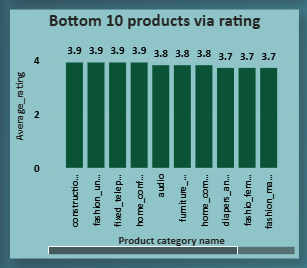 Bottom 10 products via rating
3.9 3.9 3.9 3.9 3.8 3.8 3.8 3.7 3.7 3.7
Average_rating
4
2
0
constructio...
fashion_un...
fixed_telep...
home_conf...
audio
furniture_...
home_com...
diapers_an...
fashio_fem...
fashion_ma...
Product category name